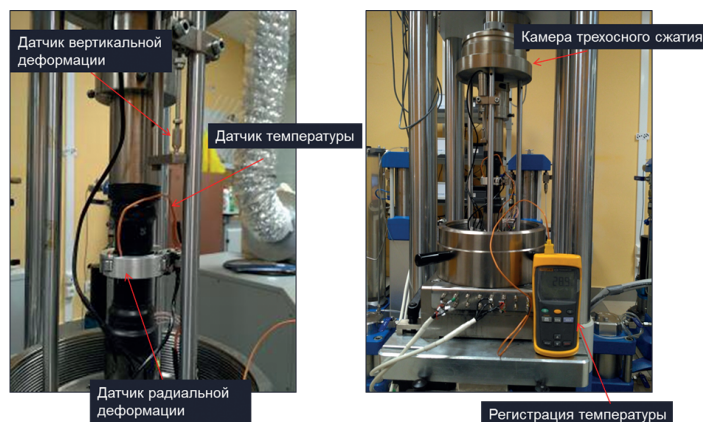 Датчик вертикальной
деформации
Датчик температуры
Датчик радиальной
деформации
Камера трехосного сжатия
Регистрация температуры